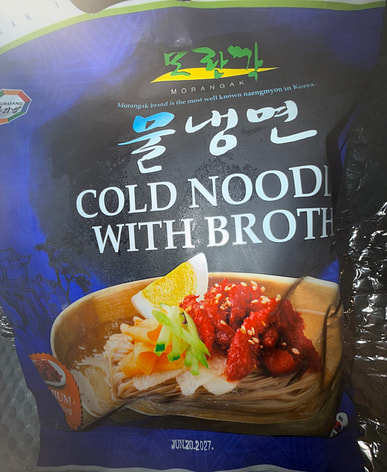 모란각
MORANGAK
Morangak brand is the most well known naengmyon in Korea.
물냉면
COLD NOODL
WITH BROTH
JUN.20.2027.